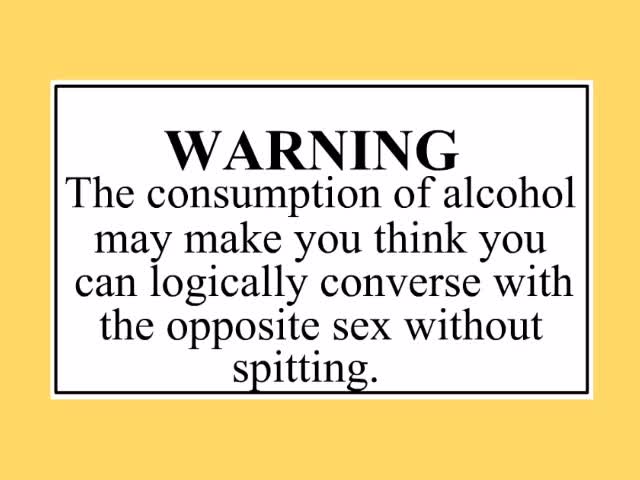 WARNING
The consumption of alcohol
may make you think you
can logically converse with
the opposite sex without
spitting.